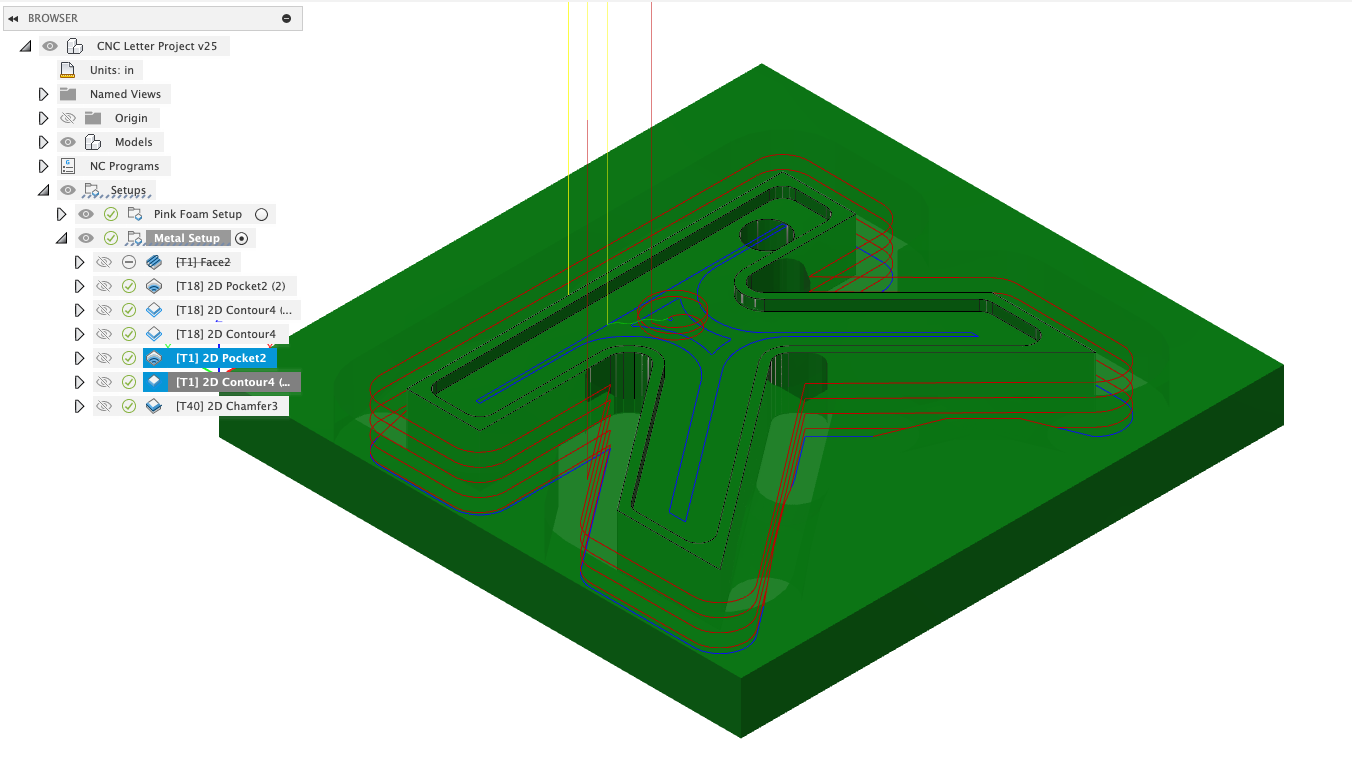 BROWSER
CNC Letter Project v25
Units: in
Named Views
Origin
Models
NC Programs
Setups
Pink Foam Setup
Metal Setup
[T1] Face2
[T18] 2D Pocket2 (2)
[T18] 2D Contour4 (...
[T18] 2D Contour4
[T1] 2D Pocket2
[T1] 2D Contour4 (...
[T40] 2D Chamfer3